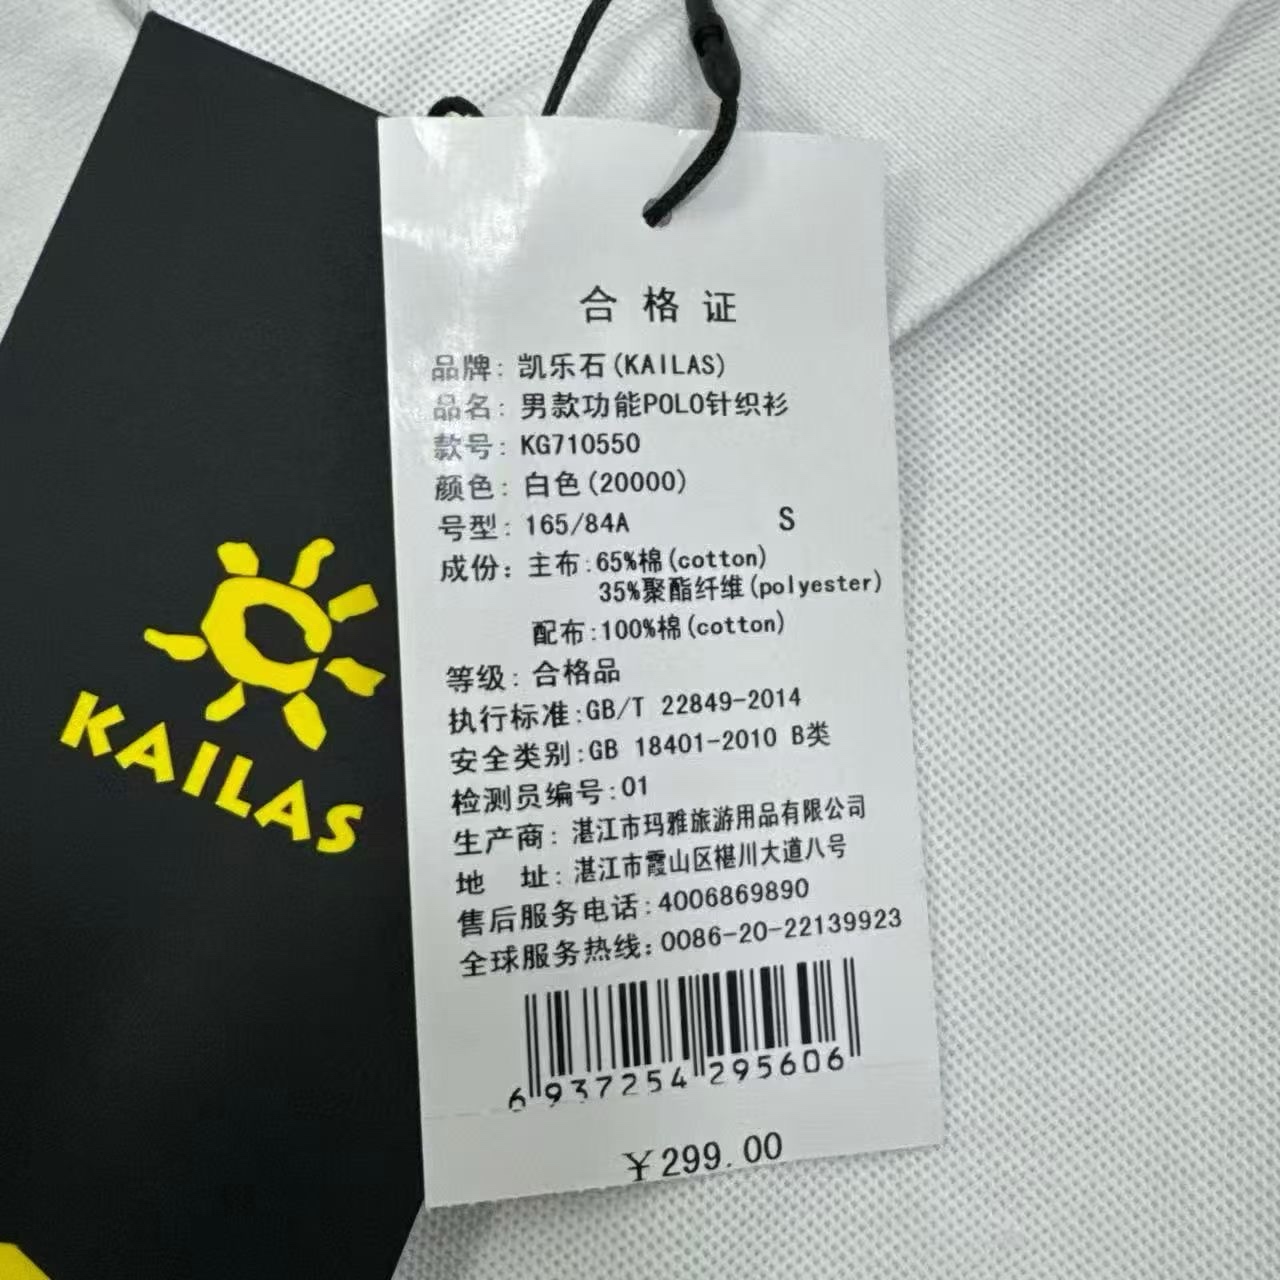 KAILAS
合格证
品牌: 凯乐石(KAILAS)
品名: 男款功能POLO针织衫
款号: KG710550
颜色: 白色(20000)
号型: 165/84A S
成份: 主布:65%棉(cotton)
35%聚酯纤维(polyester)
配布:100%棉(cotton)
等级: 合格品
执行标准:GB/T 22849-2014
安全类别:GB 18401-2010 B类
检测员编号:01
生产商: 湛江市玛雅旅游用品有限公司
地 址: 湛江市霞山区椹川大道八号
售后服务电话:4006869890
全球服务热线:0086-20-22139923
6 937254 295606
¥299.00